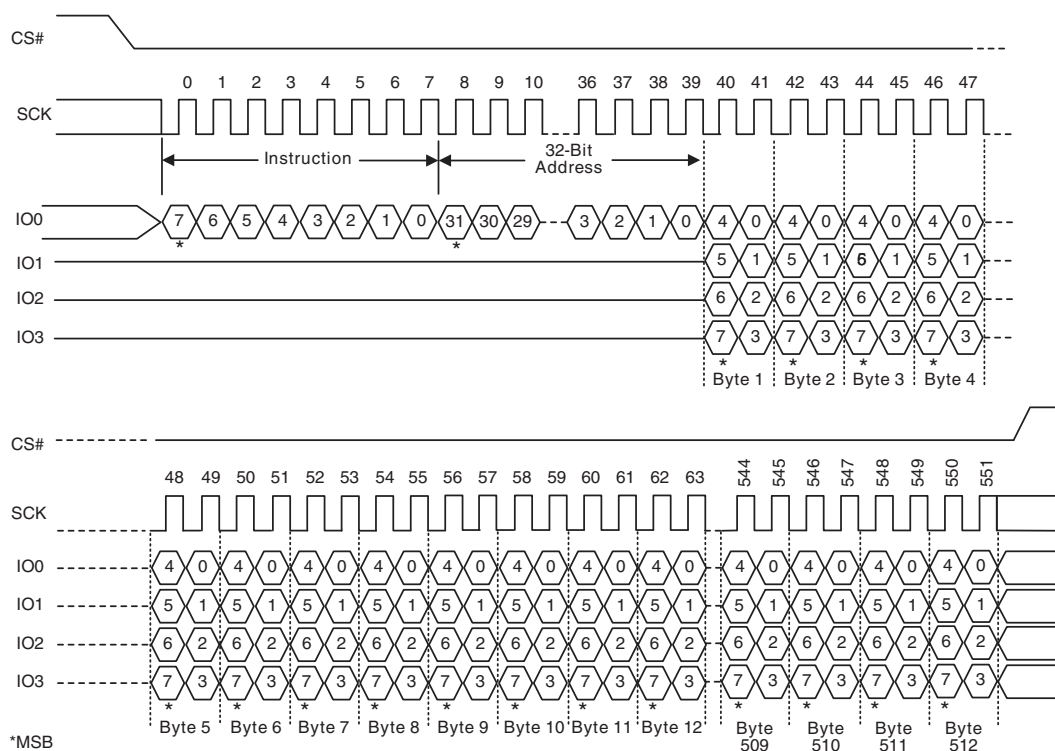 CS#
0 1 2 3 4 5 6 7 8 9 10 36 37 38 39 40 41 42 43 44 45 46 47
SCK
Instruction
32-Bit
Address
IO0 7 6 5 4 3 2 1 0 31 30 29 3 2 1 0 4 0 4 0 4 0 4 0
* *
IO1 5 1 5 1 6 1 5 1
IO2 6 2 6 2 6 2 6 2
IO3 7 3 7 3 7 3 7 3
* * * *
Byte 1 Byte 2 Byte 3 Byte 4
CS#
48 49 50 51 52 53 54 55 56 57 58 59 60 61 62 63 544 545 546 547 548 549 550 551
SCK
IO0 4 0 4 0 4 0 4 0 4 0 4 0 4 0 4 0 4 0 4 0 4 0 4 0
IO1 5 1 5 1 5 1 5 1 5 1 5 1 5 1 5 1 5 1 5 1 5 1 5 1
IO2 6 2 6 2 6 2 6 2 6 2 6 2 6 2 6 2 6 2 6 2 6 2 6 2
IO3 7 3 7 3 7 3 7 3 7 3 7 3 7 3 7 3 7 3 7 3 7 3 7 3
* * * * * * * * * * * *
Byte 5 Byte 6 Byte 7 Byte 8 Byte 9 Byte 10 Byte 11 Byte 12 Byte Byte Byte Byte
509 510 511 512
*MSB